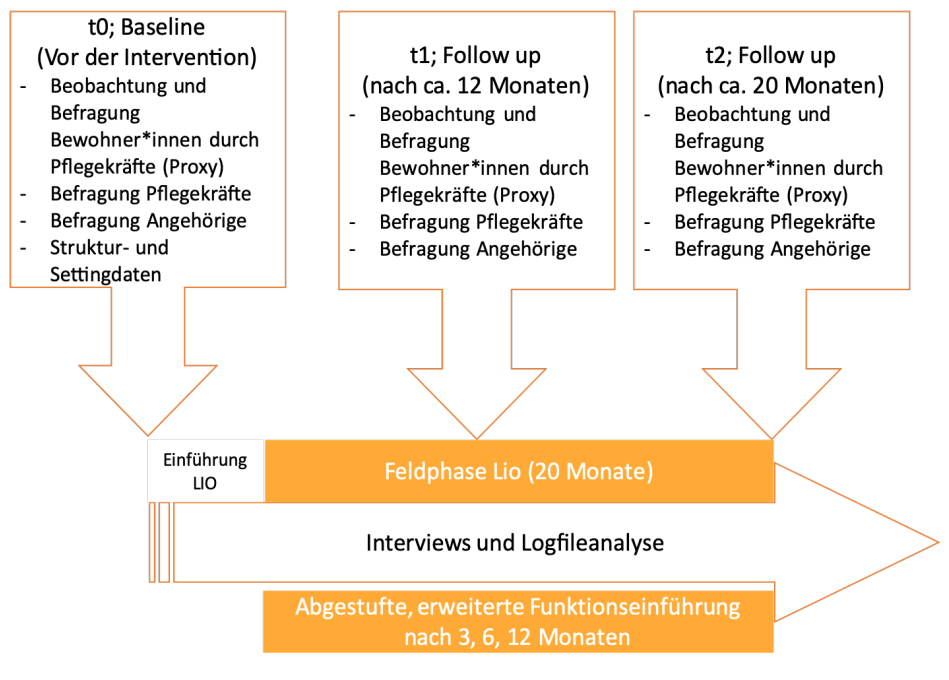 t0; Baseline
(Vor der Intervention)
- Beobachtung und
Befragung
Bewohner*innen durch
Pflegekräfte (Proxy)
- Befragung Pflegekräfte
- Befragung Angehörige
- Struktur- und
Settingdaten
t1; Follow up
(nach ca. 12 Monaten)
- Beobachtung und
Befragung
Bewohner*innen durch
Pflegekräfte (Proxy)
- Befragung Pflegekräfte
- Befragung Angehörige
t2; Follow up
(nach ca. 20 Monaten)
- Beobachtung und
Befragung
Bewohner*innen durch
Pflegekräfte (Proxy)
- Befragung Pflegekräfte
- Befragung Angehörige
Einführung
LIO
Feldphase Lio (20 Monate)
Interviews und Logfileanalyse
Abgestufte, erweiterte Funktionseinführung
nach 3, 6, 12 Monaten